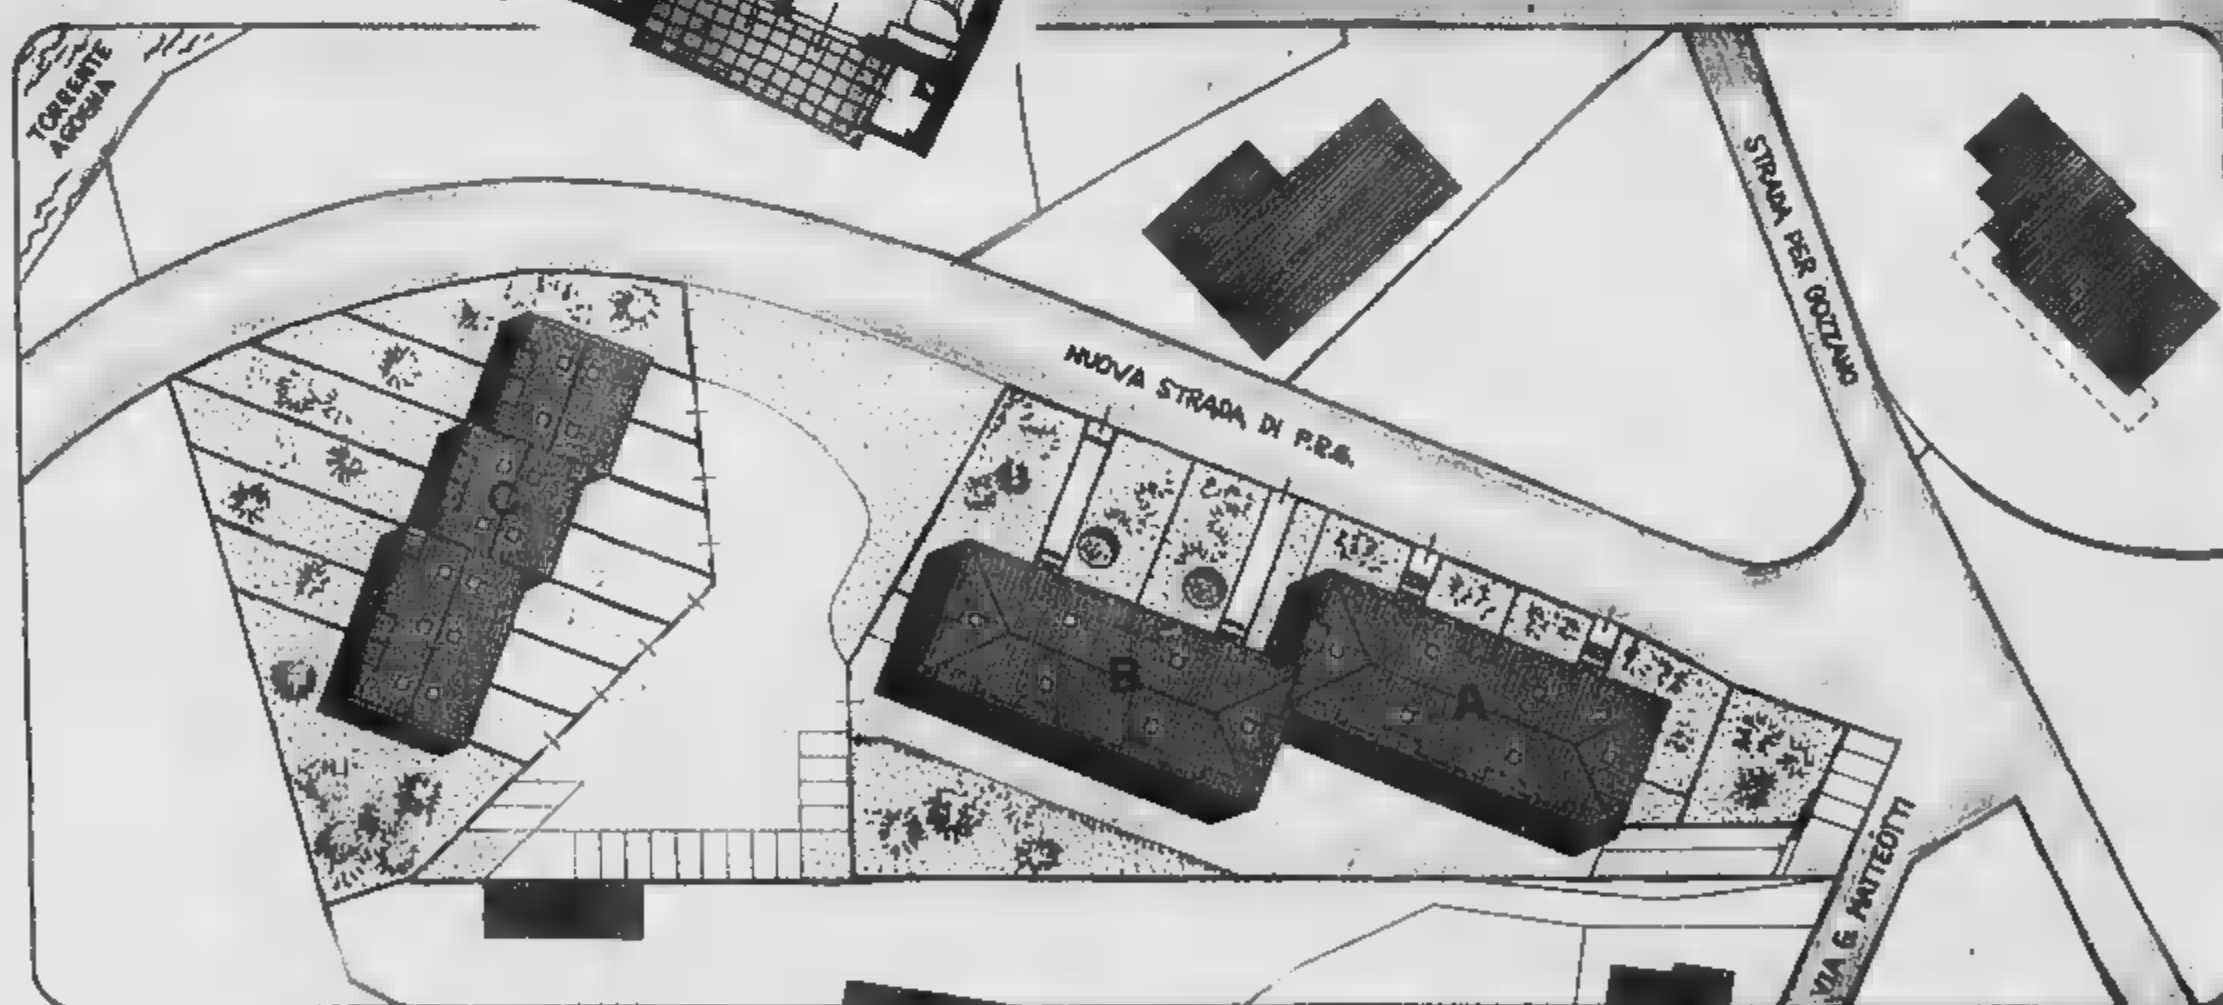 TORRENTE
AGOGNA
STRADA PER GOZZANO
NUOVA STRADA DI P.R.G.
C
B
A
VIA G. MATTEOTTI